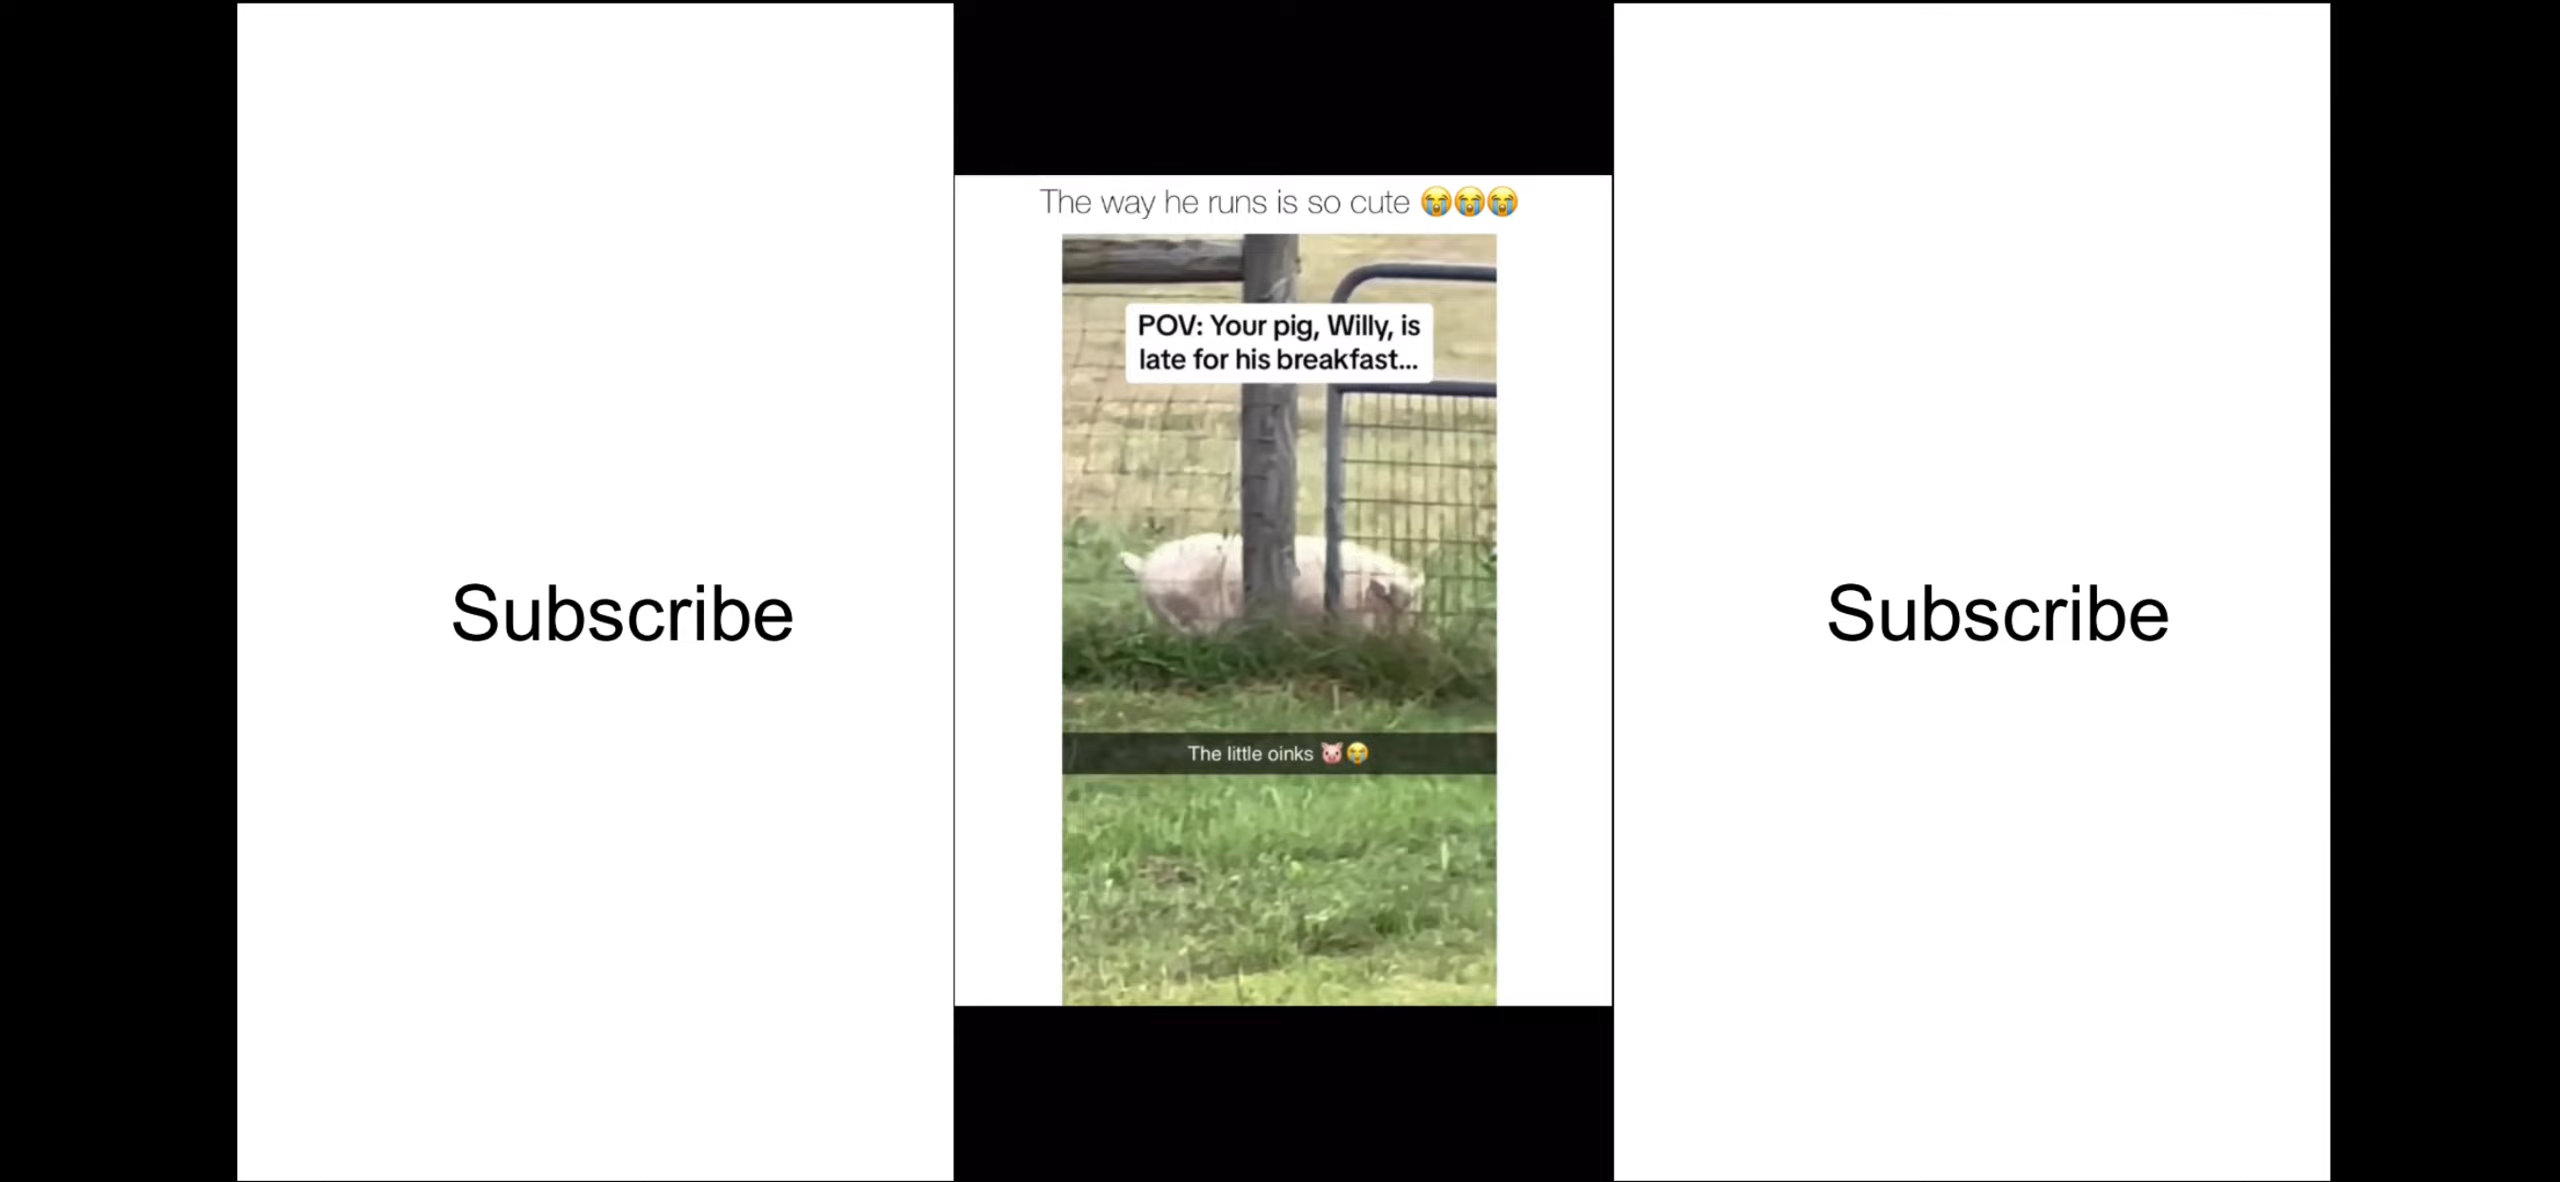 The way he runs is so cute 😭😭😭
POV: Your pig, Willy, is
late for his breakfast...
Subscribe
Subscribe
The little oinks 🐷😭